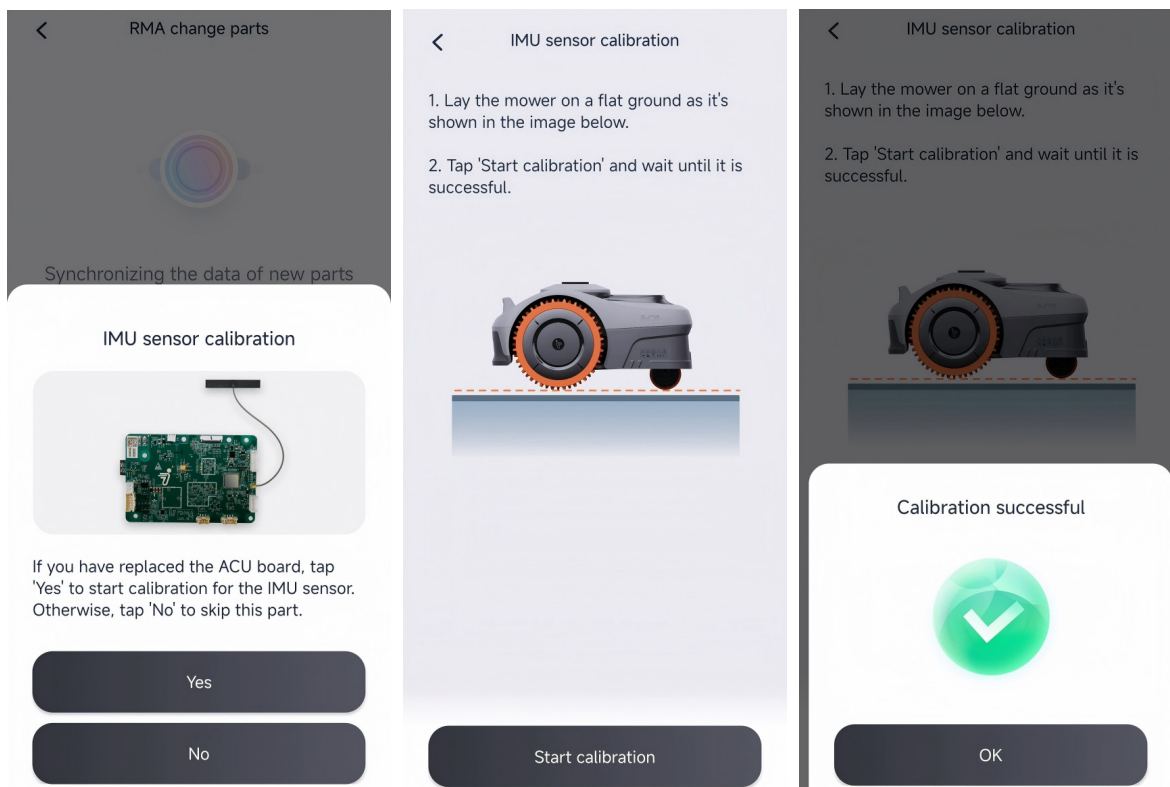 RMA change parts
Synchronizing the data of new parts
IMU sensor calibration
If you have replaced the ACU board, tap
'Yes' to start calibration for the IMU sensor.
Otherwise, tap 'No' to skip this part.
Yes
No
IMU sensor calibration
1. Lay the mower on a flat ground as it's
shown in the image below.
2. Tap 'Start calibration' and wait until it is
successful.
Start calibration
IMU sensor calibration
1. Lay the mower on a flat ground as it's
shown in the image below.
2. Tap 'Start calibration' and wait until it is
successful.
Calibration successful
OK